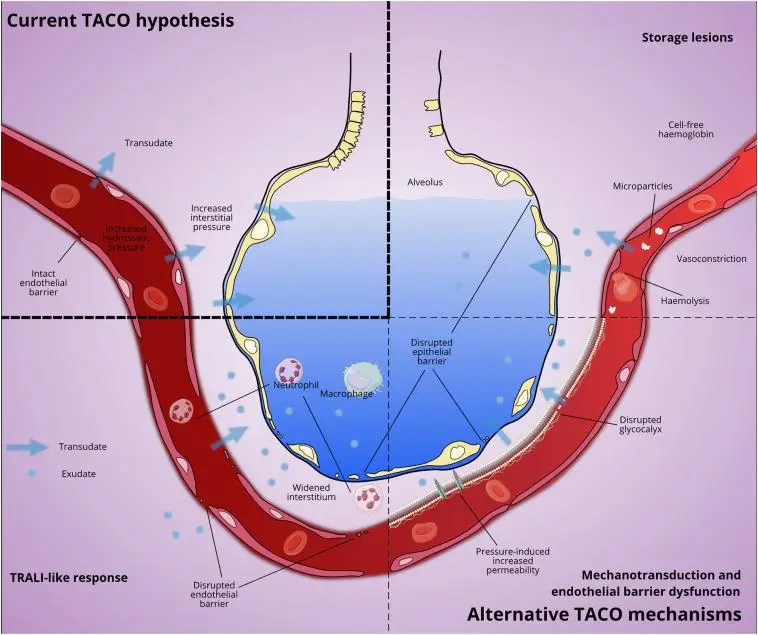 Current TACO hypothesis
Storage lesions
Cell-free
haemoglobin
Transudate
Alveolus
Microparticles
Increased
interstitial
pressure
Increased
hydrostatic
pressure
Vasoconstriction
Intact
endothelial
barrier
Haemolysis
Disrupted
epithelial
barrier
Neutrophil
Macrophage
Disrupted
glycocalyx
Transudate
Exudate
Widened
interstitium
Pressure-induced
increased
permeability
TRALI-like response
Disrupted
endothelial
barrier
Mechanotransduction and
endothelial barrier dysfunction
Alternative TACO mechanisms